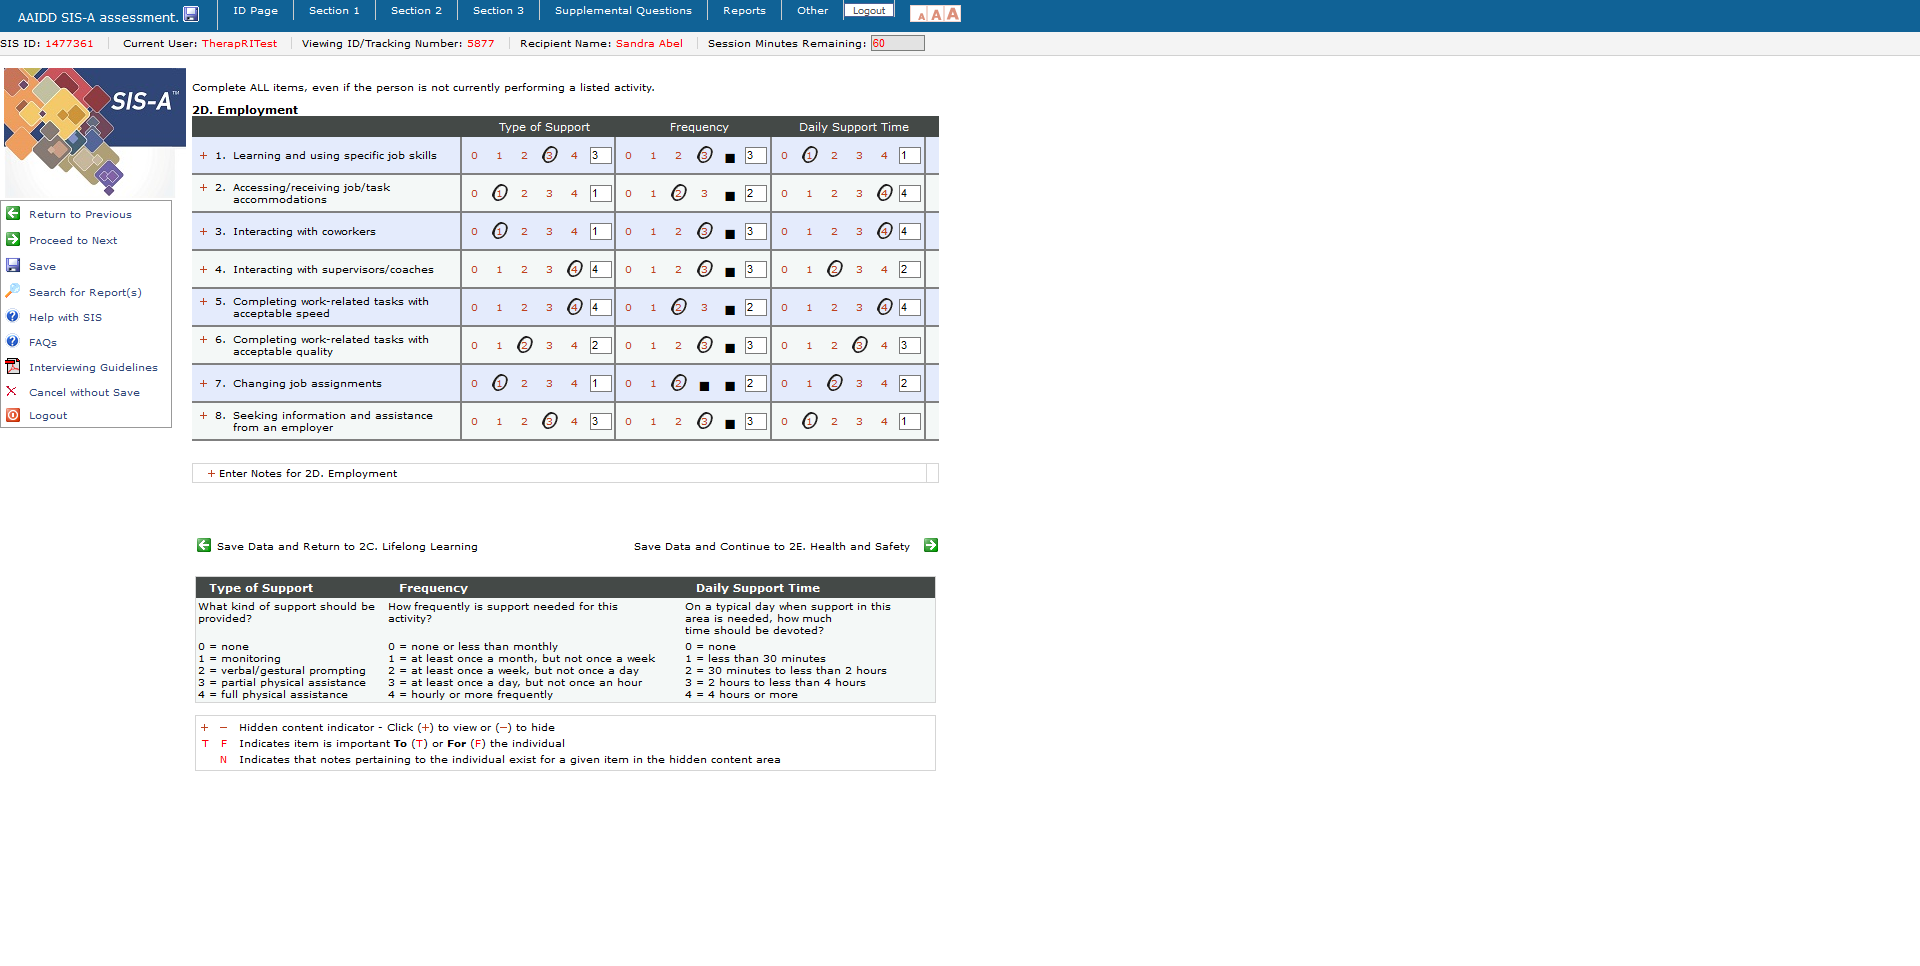 AAIDD SIS-A assessment. ID Page Section 1 Section 2 Section 3 Supplemental Questions Reports Other Logout A A A
SIS ID: 1477361 Current User: TherapRITest Viewing ID/Tracking Number: 5877 Recipient Name: Sandra Abel Session Minutes Remaining: 60
SIS-A™
Return to Previous
Proceed to Next
Save
Search for Report(s)
Help with SIS
FAQs
Interviewing Guidelines
Cancel without Save
Logout
Complete ALL items, even if the person is not currently performing a listed activity.
2D. Employment
Type of Support Frequency Daily Support Time
+ 1. Learning and using specific job skills 0 1 2 3 4 3 0 1 2 3 3 0 1 2 3 4 1
+ 2. Accessing/receiving job/task
accommodations 0 1 2 3 4 1 0 1 2 3 2 0 1 2 3 4 4
+ 3. Interacting with coworkers 0 1 2 3 4 1 0 1 2 3 3 0 1 2 3 4 4
+ 4. Interacting with supervisors/coaches 0 1 2 3 4 4 0 1 2 3 3 0 1 2 3 4 2
+ 5. Completing work-related tasks with
acceptable speed 0 1 2 3 4 4 0 1 2 3 2 0 1 2 3 4 4
+ 6. Completing work-related tasks with
acceptable quality 0 1 2 3 4 2 0 1 2 3 3 0 1 2 3 4 3
+ 7. Changing job assignments 0 1 2 3 4 1 0 1 2 2 0 1 2 3 4 2
+ 8. Seeking information and assistance
from an employer 0 1 2 3 4 3 0 1 2 3 3 0 1 2 3 4 1
+ Enter Notes for 2D. Employment
Save Data and Return to 2C. Lifelong Learning Save Data and Continue to 2E. Health and Safety
Type of Support Frequency Daily Support Time
What kind of support should be
provided?
0 = none
1 = monitoring
2 = verbal/gestural prompting
3 = partial physical assistance
4 = full physical assistance
How frequently is support needed for this
activity?
0 = none or less than monthly
1 = at least once a month, but not once a week
2 = at least once a week, but not once a day
3 = at least once a day, but not once an hour
4 = hourly or more frequently
On a typical day when support in this
area is needed, how much
time should be devoted?
0 = none
1 = less than 30 minutes
2 = 30 minutes to less than 2 hours
3 = 2 hours to less than 4 hours
4 = 4 hours or more
+ − Hidden content indicator - Click (+) to view or (−) to hide
T F Indicates item is important To (T) or For (F) the individual
N Indicates that notes pertaining to the individual exist for a given item in the hidden content area